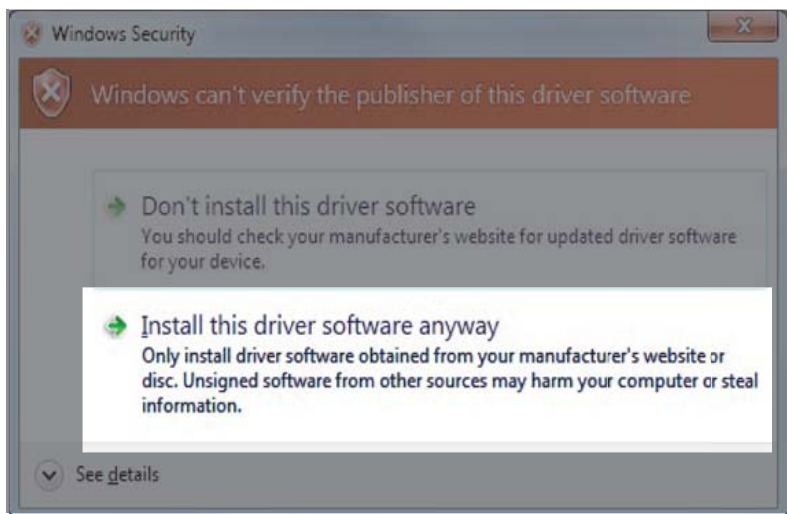 Windows Security
Windows can't verify the publisher of this driver software
Don't install this driver software
You should check your manufacturer's website for updated driver software
for your device.
Install this driver software anyway
Only install driver software obtained from your manufacturer's website or
disc. Unsigned software from other sources may harm your computer or steal
information.
See details